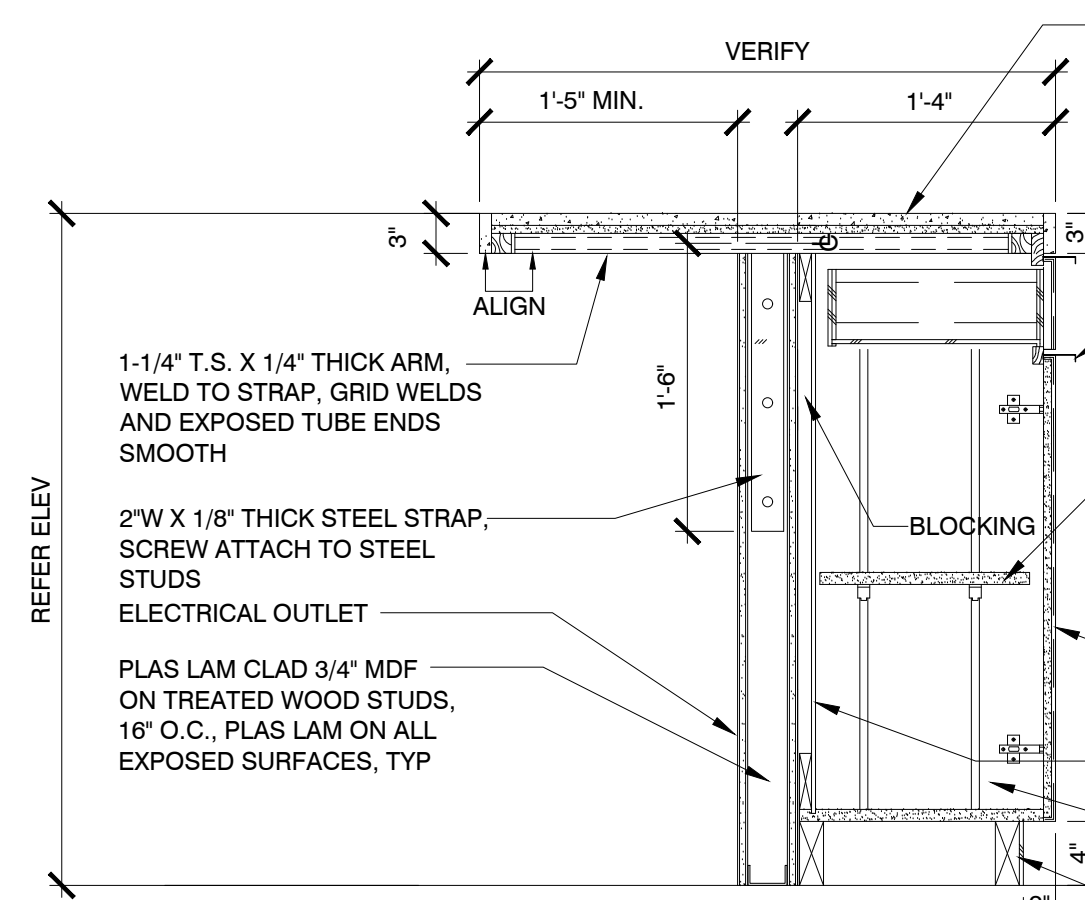 VERIFY
1'-5" MIN.
1'-4"
3"
3"
ALIGN
1-1/4" T.S. X 1/4" THICK ARM,
WELD TO STRAP, GRID WELDS
AND EXPOSED TUBE ENDS
SMOOTH
1'-6"
2"W X 1/8" THICK STEEL STRAP,
SCREW ATTACH TO STEEL
STUDS
BLOCKING
REFER ELEV
ELECTRICAL OUTLET
PLAS LAM CLAD 3/4" MDF
ON TREATED WOOD STUDS,
16" O.C., PLAS LAM ON ALL
EXPOSED SURFACES, TYP
4"